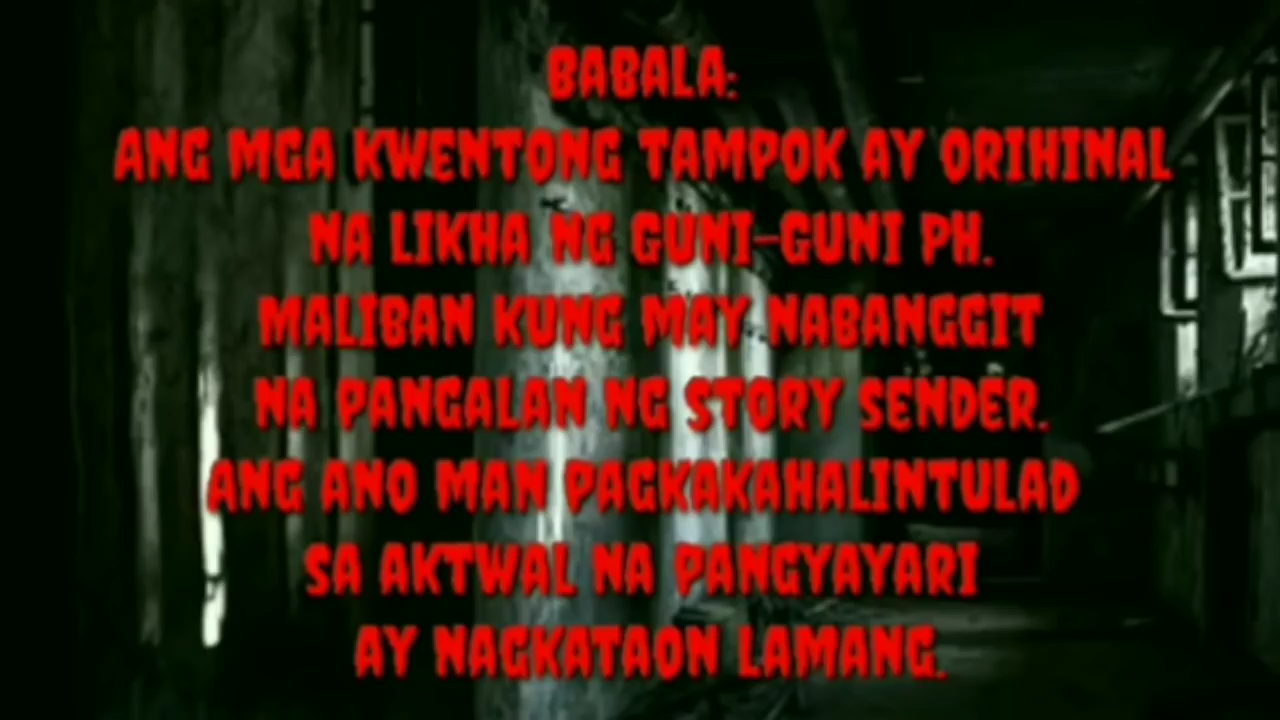 BABALA:
ANG MGA KWENTONG TAMPOK AY ORIHINAL
NA LIKHA NG GUNI-GUNI PH.
MALIBAN KUNG MAY NABANGGIT
NA PANGALAN NG STORY SENDER.
ANG ANO MAN PAGKAKAHALINTULAD
SA AKTWAL NA PANGYAYARI
AY NAGKATAON LAMANG.